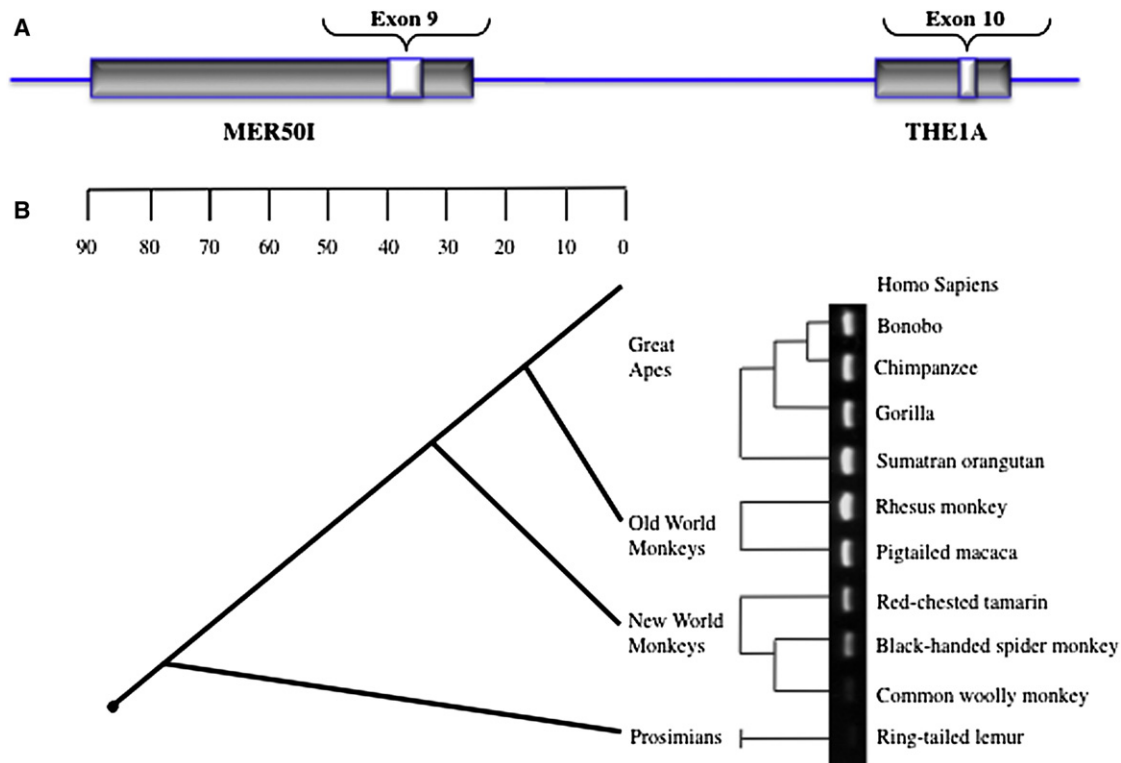 A
Exon 9
Exon 10
MER50I
THE1A
B
90 80 70 60 50 40 30 20 10 0
Homo Sapiens
Bonobo
Great
Apes
Chimpanzee
Gorilla
Sumatran orangutan
Rhesus monkey
Old World
Monkeys
Pigtailed macaca
Red-chested tamarin
New World
Monkeys
Black-handed spider monkey
Common woolly monkey
Prosimians
Ring-tailed lemur